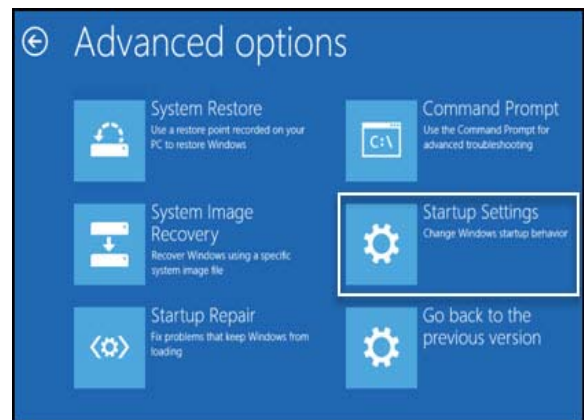 Advanced options
System Restore
Use a restore point recorded on your
PC to restore Windows
Command Prompt
Use the Command Prompt for
advanced troubleshooting
C:\
System Image
Recovery
Recover Windows using a specific
system image file
Startup Settings
Change Windows startup behavior
Startup Repair
Fix problems that keep Windows from
loading
Go back to the
previous version